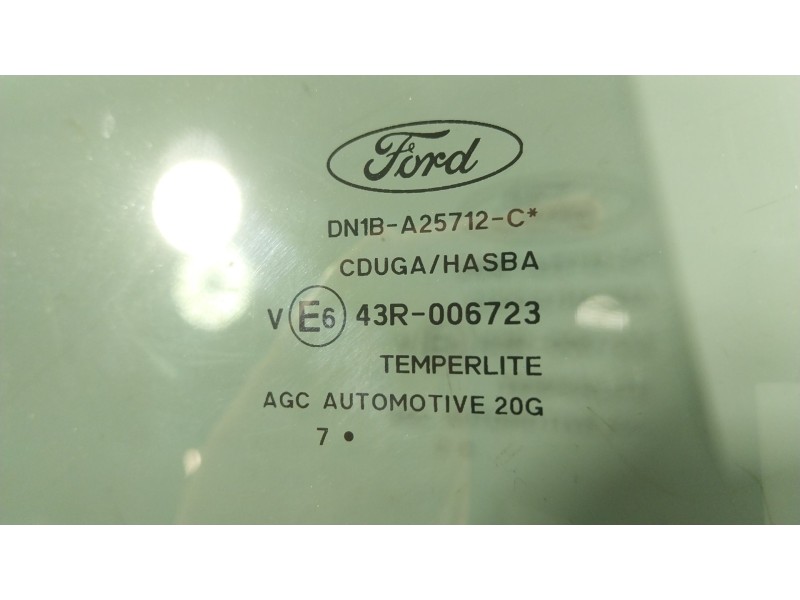 Ford
DN1B-A25712-C*
CDUGA/HASBA
V E6 43R-006723
TEMPERLITE
AGC AUTOMOTIVE 20G
7 •